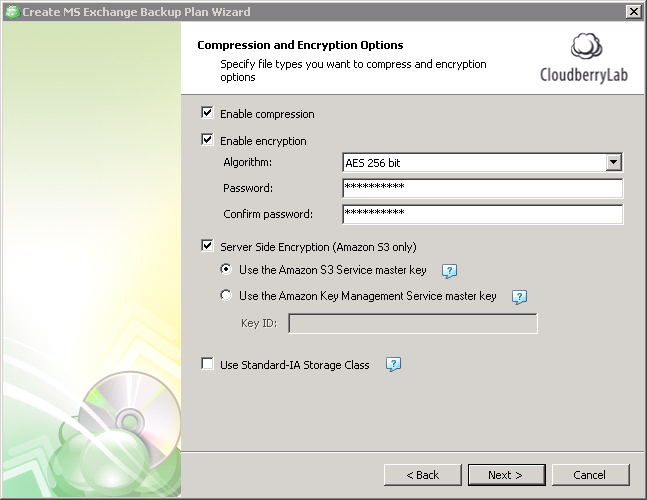 Create MS Exchange Backup Plan Wizard
Compression and Encryption Options
Specify file types you want to compress and encryption
options
CloudberryLab
Enable compression
Enable encryption
Algorithm:
AES 256 bit
Password:
**********
Confirm password:
**********
Server Side Encryption (Amazon S3 only)
Use the Amazon S3 Service master key
?
Use the Amazon Key Management Service master key
?
Key ID:
Use Standard-IA Storage Class
?
< Back
Next >
Cancel